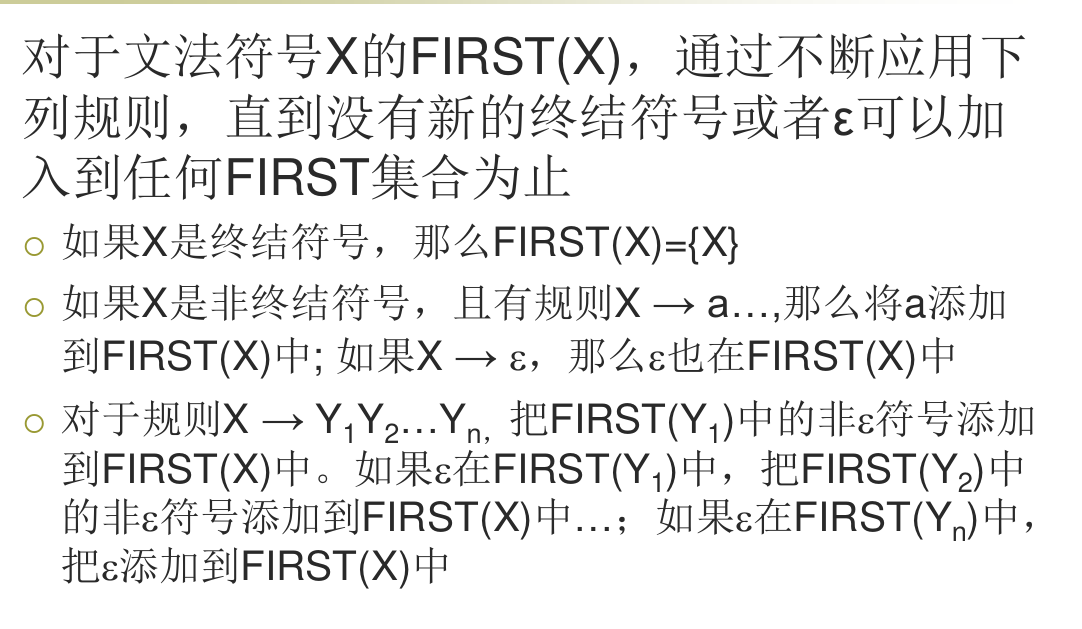 对于文法符号X的FIRST(X)，通过不断应用下
列规则，直到没有新的终结符号或者ε可以加
入到任何FIRST集合为止
○ 如果X是终结符号，那么FIRST(X)={X}
○ 如果X是非终结符号，且有规则X → a…,那么将a添加
到FIRST(X)中; 如果X → ε，那么ε也在FIRST(X)中
○ 对于规则X → Y₁Y₂…Yₙ, 把FIRST(Y₁)中的非ε符号添加
到FIRST(X)中。如果ε在FIRST(Y₁)中，把FIRST(Y₂)中
的非ε符号添加到FIRST(X)中…；如果ε在FIRST(Yₙ)中，
把ε添加到FIRST(X)中